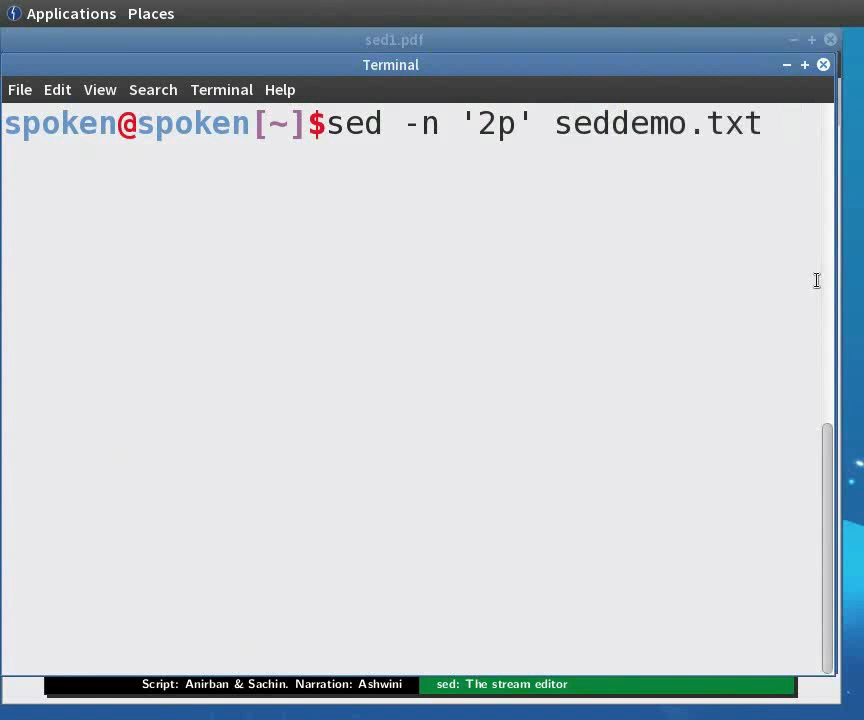 Applications Places
sed1.pdf
Terminal
File Edit View Search Terminal Help
spoken@spoken[~]$sed -n '2p' seddemo.txt
Script: Anirban & Sachin. Narration: Ashwini sed: The stream editor